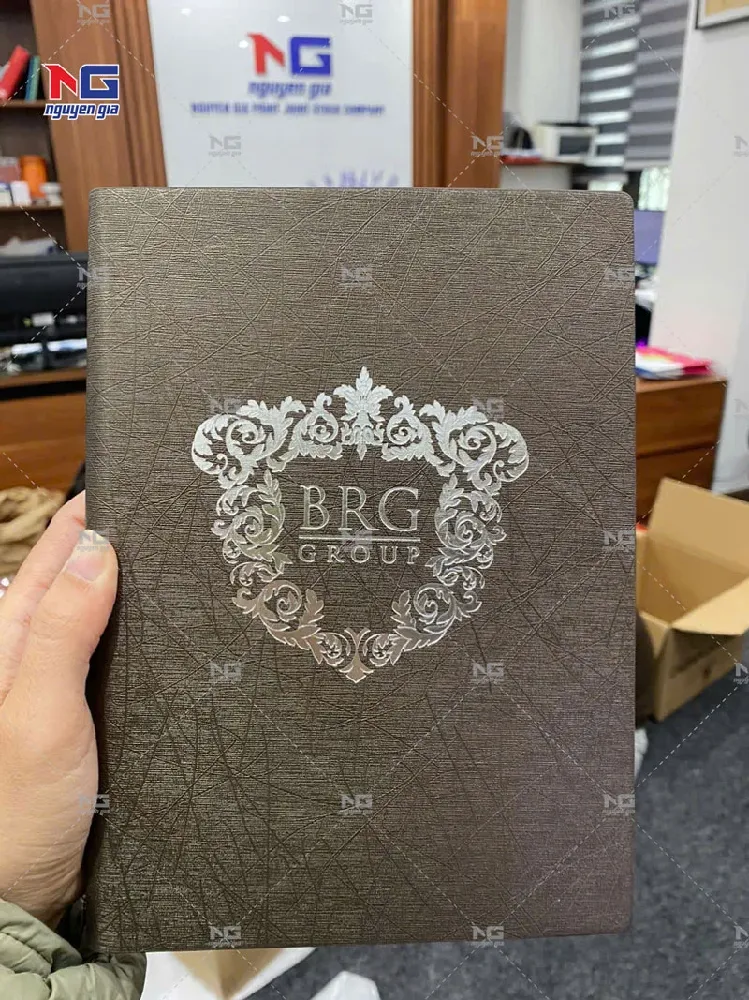 NG
nguyen gia
NG
nguyen gia
NGUYEN GIA PRINT JOINT STOCK COMPANY
BRG
GROUP